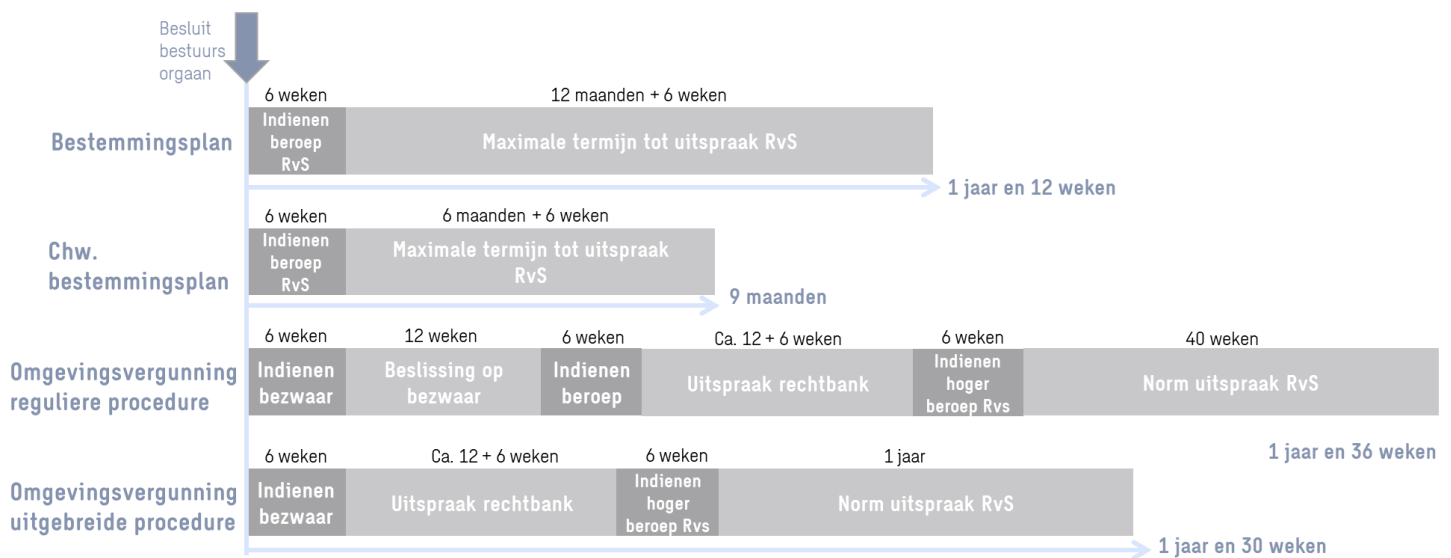 Besluit
bestuurs
orgaan
6 weken
12 maanden + 6 weken
Bestemmingsplan
Indienen
beroep
RvS
Maximale termijn tot uitspraak RvS
1 jaar en 12 weken
6 weken
6 maanden + 6 weken
Chw.
bestemmingsplan
Indienen
beroep
RvS
Maximale termijn tot uitspraak
RvS
9 maanden
6 weken
12 weken
6 weken
Ca. 12 + 6 weken
6 weken
40 weken
Omgevingsvergunning
reguliere procedure
Indienen
bezwaar
Beslissing op
bezwaar
Indienen
beroep
Uitspraak rechtbank
Indienen
hoger
beroep Rvs
Norm uitspraak RvS
1 jaar en 36 weken
6 weken
Ca. 12 + 6 weken
6 weken
1 jaar
Omgevingsvergunning
uitgebreide procedure
Indienen
bezwaar
Uitspraak rechtbank
Indienen
hoger
beroep Rvs
Norm uitspraak RvS
1 jaar en 30 weken